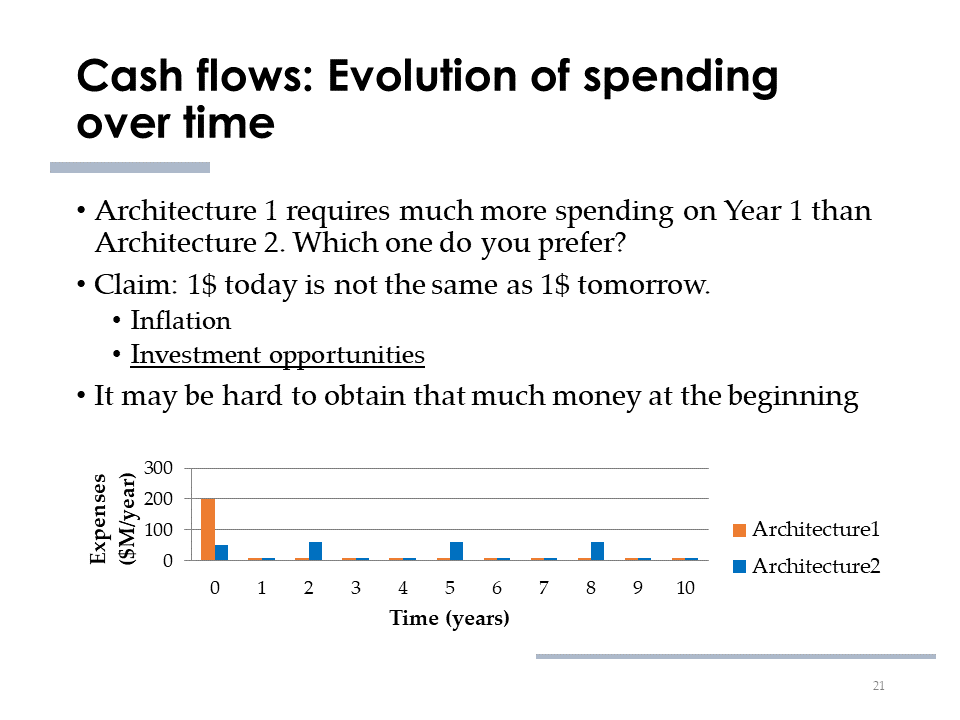 Cash flows: Evolution of spending
over time
• Architecture 1 requires much more spending on Year 1 than
Architecture 2. Which one do you prefer?
• Claim: 1$ today is not the same as 1$ tomorrow.
• Inflation
• Investment opportunities
• It may be hard to obtain that much money at the beginning
Expenses
($M/year)
300
200
100
0
0 1 2 3 4 5 6 7 8 9 10
Time (years)
Architecture1
Architecture2
21